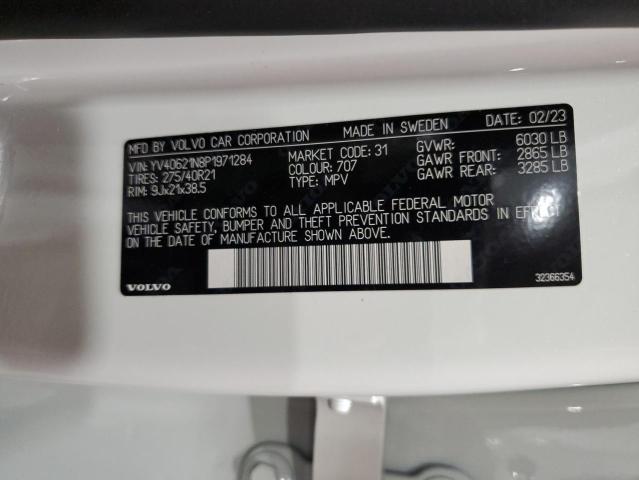 MFD BY VOLVO CAR CORPORATION MADE IN SWEDEN DATE: 02/23
VIN: YV4062JN8P1971284 MARKET CODE: 31 GVWR: 6030 LB
TIRES: 275/40R21 COLOUR: 707 GAWR FRONT: 2865 LB
RIM: 9Jx21x38.5 TYPE: MPV GAWR REAR: 3285 LB
THIS VEHICLE CONFORMS TO ALL APPLICABLE FEDERAL MOTOR
VEHICLE SAFETY, BUMPER AND THEFT PREVENTION STANDARDS IN EFFECT
ON THE DATE OF MANUFACTURE SHOWN ABOVE.
VOLVO 32366354